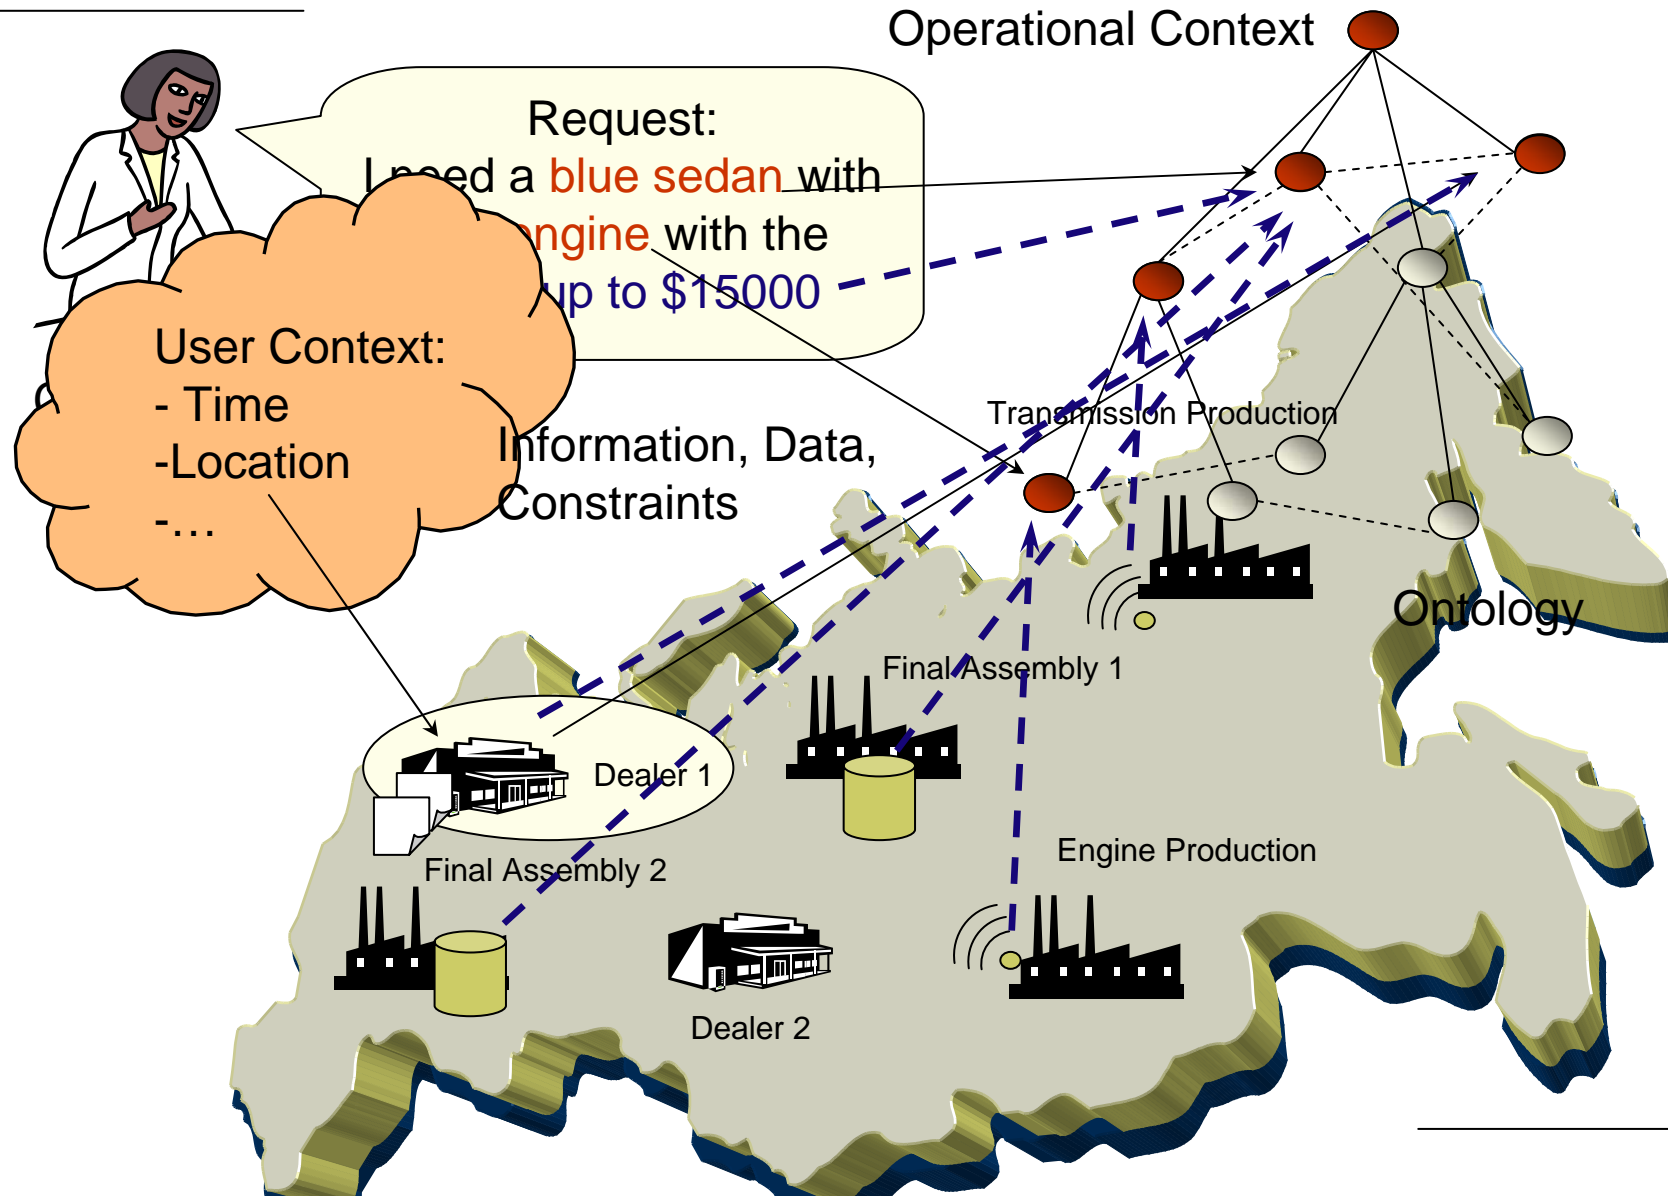 Operational Context
Request:
I need a blue sedan with
engine with the
up to $15000
User Context:
- Time
-Location
-…
Information, Data,
Constraints
Transmission Production
Ontology
Final Assembly 1
Dealer 1
Final Assembly 2
Engine Production
Dealer 2